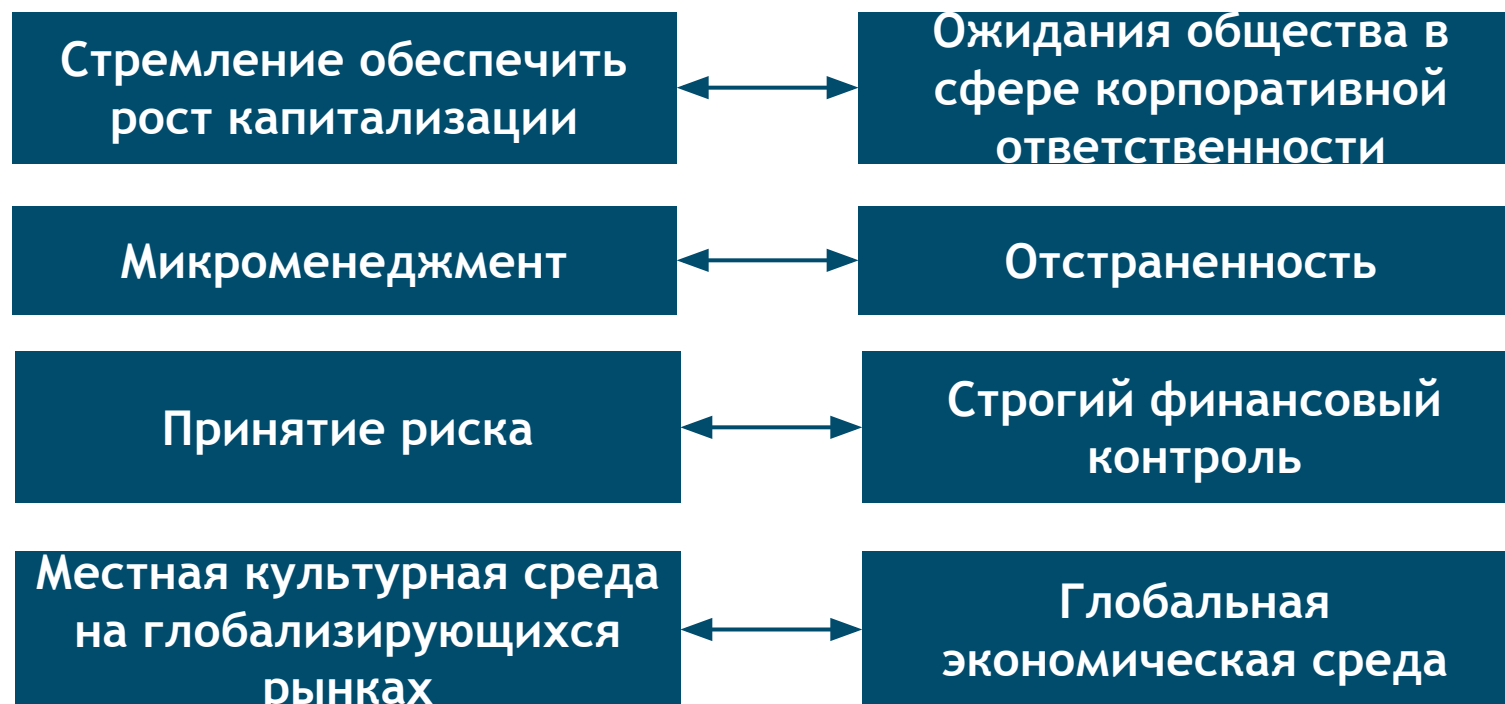 Стремление обеспечить
рост капитализации
Ожидания общества в
сфере корпоративной
ответственности
Микроменеджмент
Отстраненность
Принятие риска
Строгий финансовый
контроль
Местная культурная среда
на глобализирующихся
рынках
Глобальная
экономическая среда